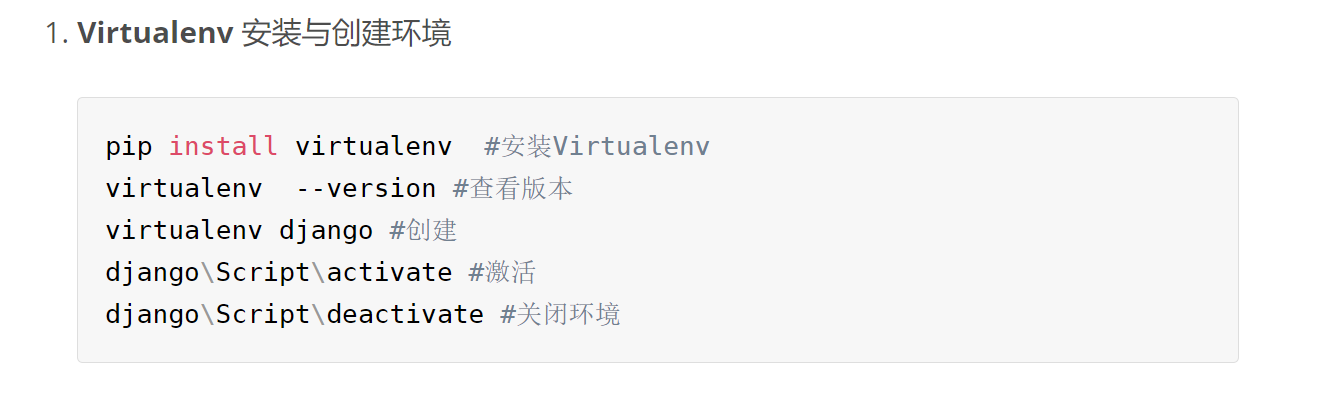 1. Virtualenv 安装与创建环境
pip install virtualenv  #安装Virtualenv
virtualenv  --version #查看版本
virtualenv django #创建
django\Script\activate #激活
django\Script\deactivate #关闭环境